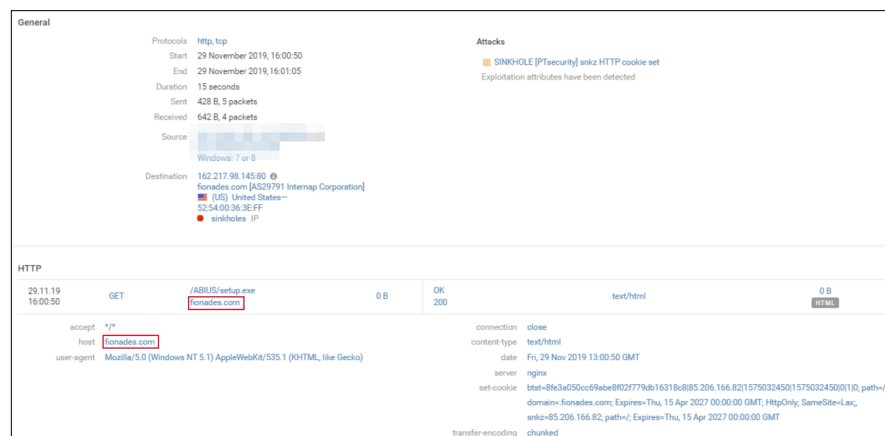 General
Protocols http, tcp
Start 29 November 2019, 16:00:50
End 29 November 2019,16:01:05
Duration 15 seconds
Sent 428 B, 5 packets
Received 642 B, 4 packets
Source
Windows: 7 or 8
Destination 162.217.98.145:80
fionades.com [AS29791 Internap Corporation]
(US) United States—
52:54:00:36:3E:FF
sinkholes IP
Attacks
SINKHOLE [PTsecurity] snkz HTTP cookie set
Exploitation attributes have been detected
HTTP
29.11.19
16:00:50
GET
/ABIUS/setup.exe
fionades.com
0 B
OK
200
text/html
0 B
HTML
accept */*
host fionades.com
user-agent Mozilla/5.0 (Windows NT 5.1) AppleWebKit/535.1 (KHTML, like Gecko)
connection close
content-type text/html
date Fri, 29 Nov 2019 13:00:50 GMT
server nginx
set-cookie btst=8fe3a050cc69abe8f02f779db16318c8|85.206.166.82|1575032450|1575032450|0|1|0; path=/
domain=.fionades.com; Expires=Thu, 15 Apr 2027 00:00:00 GMT; HttpOnly; SameSite=Lax;,
snkz=85.206.166.82; path=/; Expires=Thu, 15 Apr 2027 00:00:00 GMT
transfer-encoding chunked